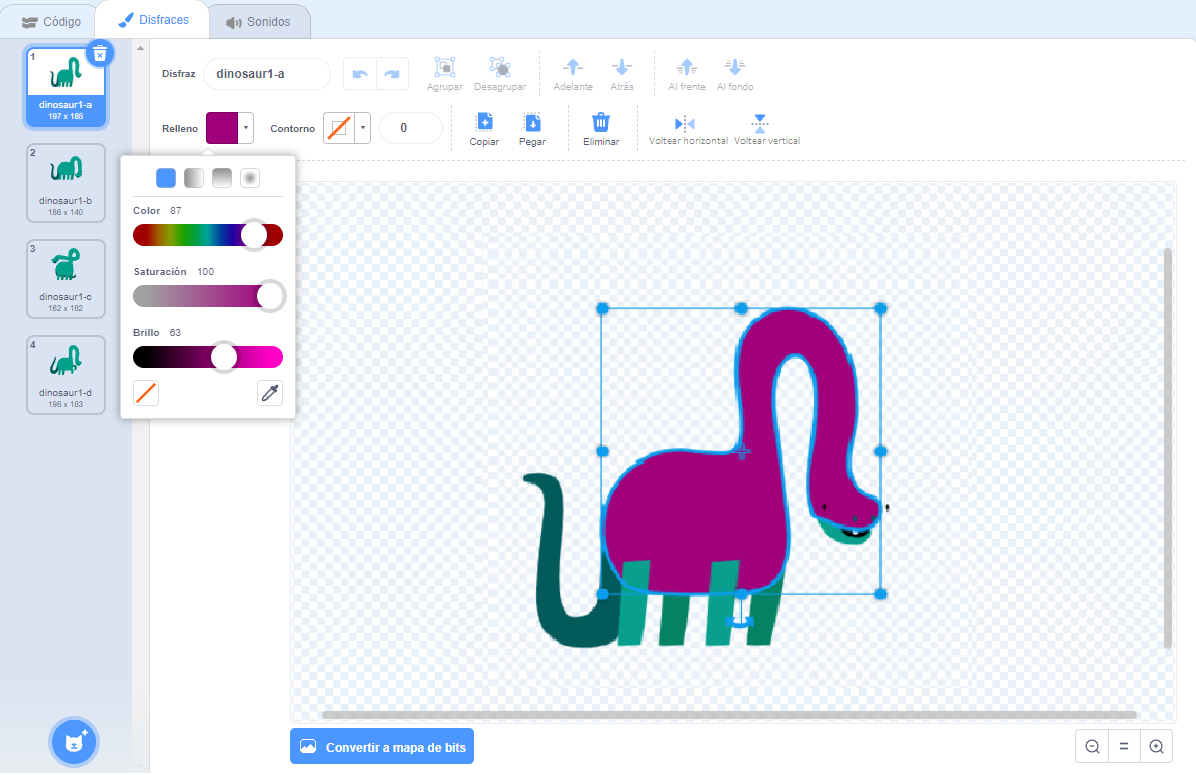 Código
Disfraces
Sonidos
1
dinosaur1-a
197 x 186
2
dinosaur1-b
186 x 140
3
dinosaur1-c
162 x 182
4
dinosaur1-d
198 x 183
Disfraz
dinosaur1-a
Agrupar
Desagrupar
Adelante
Atrás
Al frente
Al fondo
Relleno
Contorno
0
Copiar
Pegar
Eliminar
Voltear horizontal
Voltear vertical
Color 87
Saturación 100
Brillo 63
Convertir a mapa de bits